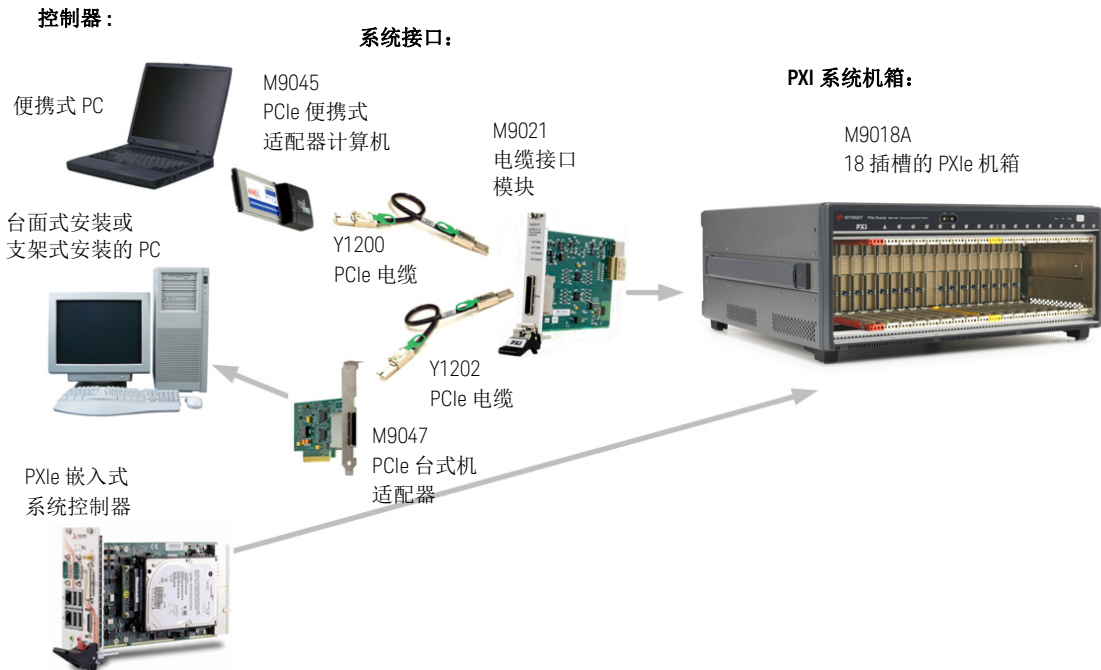 控制器：
系统接口：
PXI 系统机箱：
便携式 PC
M9045
PCIe 便携式
适配器计算机
M9021
电缆接口
模块
M9018A
18 插槽的 PXIe 机箱
台面式安装或
支架式安装的 PC
Y1200
PCIe 电缆
KEYSIGHT
PXI
PXI
Y1202
PCIe 电缆
M9047
PCIe 台式机
适配器
PXIe 嵌入式
系统控制器